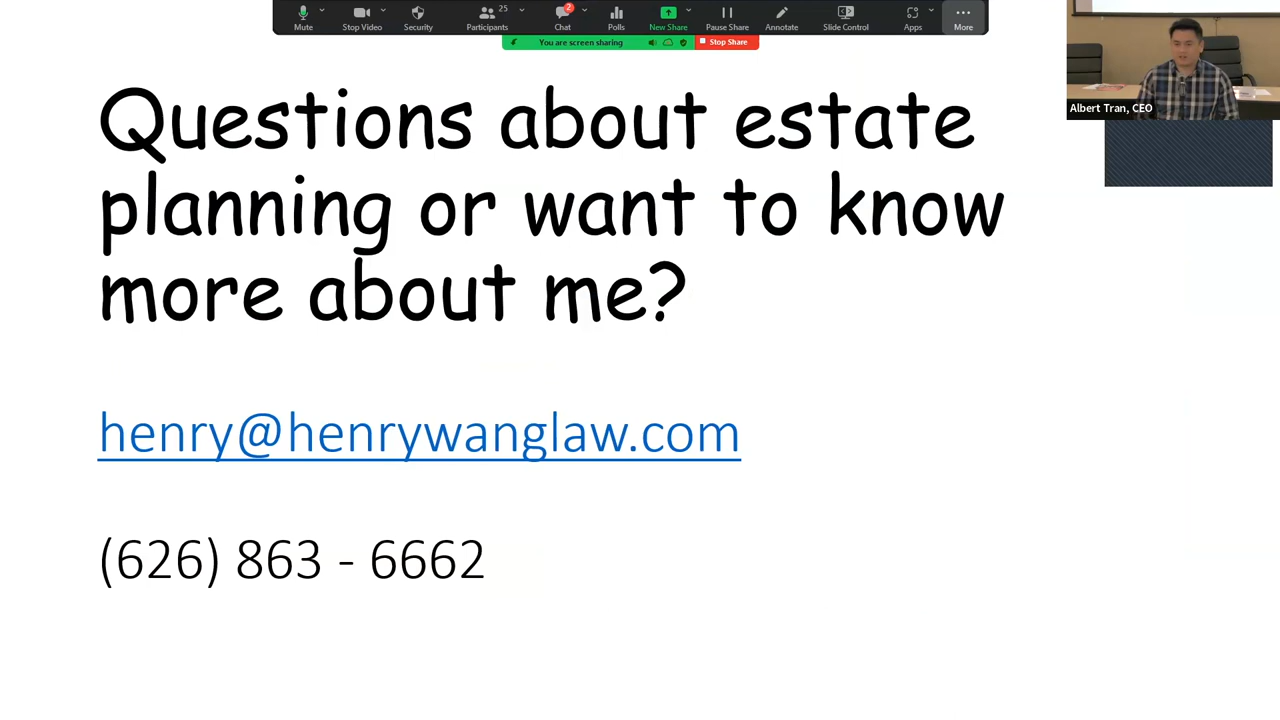 Mute
Stop Video
Security
Participants
25
Chat
2
Polls
New Share
Pause Share
Annotate
Slide Control
Apps
More
You are screen sharing
Stop Share
Albert Tran, CEO
Questions about estate
planning or want to know
more about me?
henry@henrywanglaw.com
(626) 863 - 6662